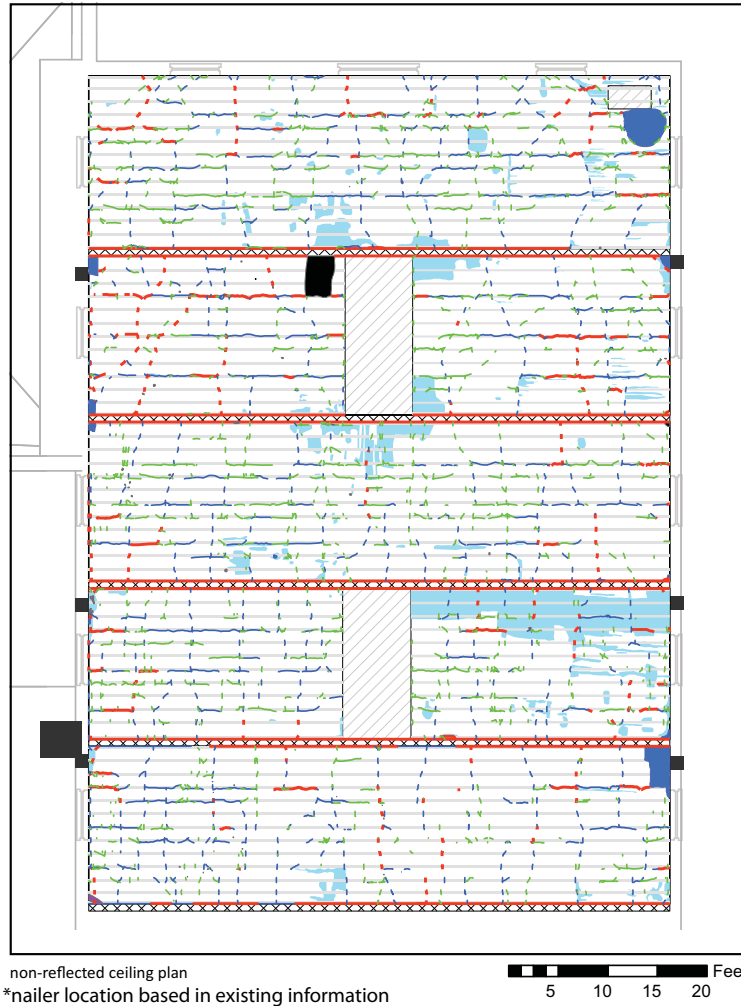 non-reflected ceiling plan
*nailer location based in existing information
Fee
5 10 15 20